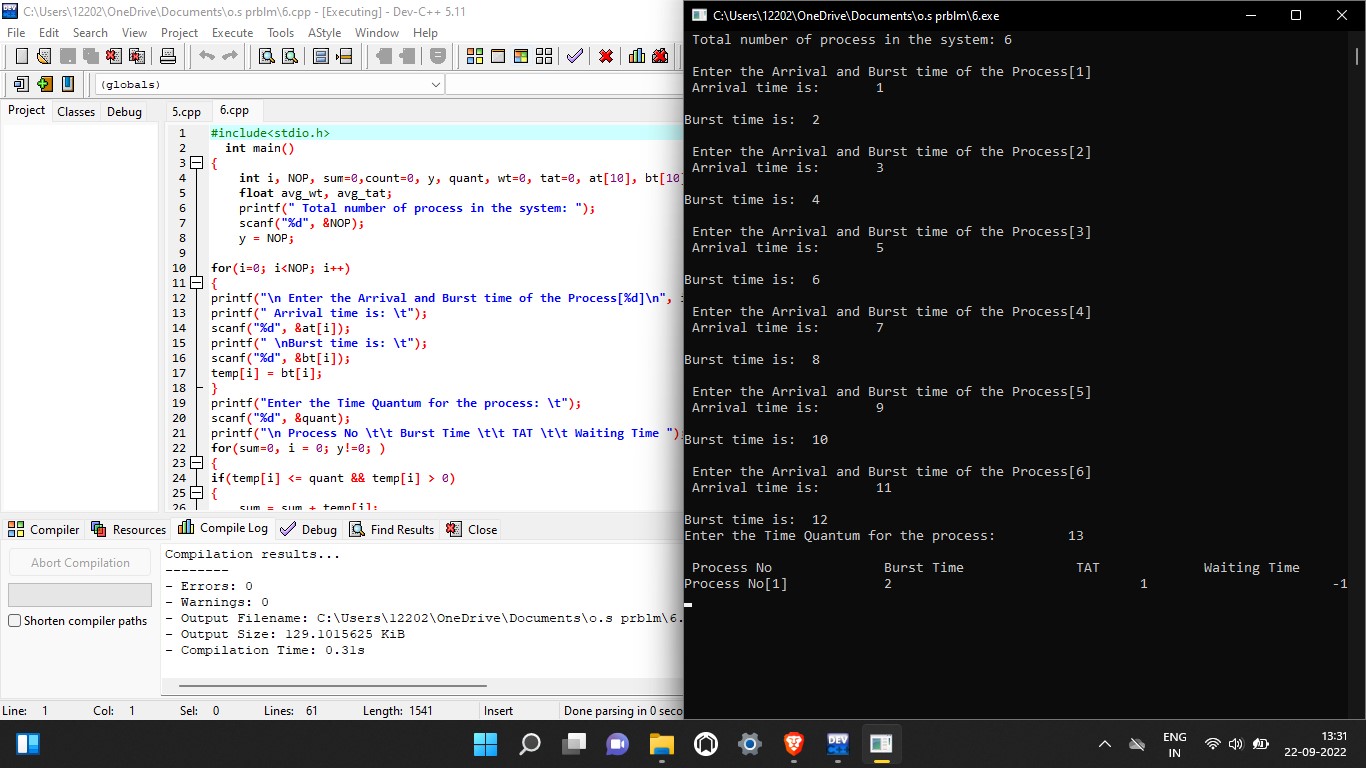 C:\Users\12202\OneDrive\Documents\o.s prblm\6.cpp - [Executing] - Dev-C++ 5.11
File Edit Search View Project Execute Tools AStyle Window Help
(globals)
Project Classes Debug
5.cpp 6.cpp
1 #include<stdio.h>
2 int main()
3 {
4 int i, NOP, sum=0,count=0, y, quant, wt=0, tat=0, at[10], bt[10]
5 float avg_wt, avg_tat;
6 printf(" Total number of process in the system: ");
7 scanf("%d", &NOP);
8 y = NOP;
9
10 for(i=0; i<NOP; i++)
11 {
12 printf("\n Enter the Arrival and Burst time of the Process[%d]\n",
13 printf(" Arrival time is: \t");
14 scanf("%d", &at[i]);
15 printf(" \nBurst time is: \t");
16 scanf("%d", &bt[i]);
17 temp[i] = bt[i];
18 }
19 printf("Enter the Time Quantum for the process: \t");
20 scanf("%d", &quant);
21 printf("\n Process No \t\t Burst Time \t\t TAT \t\t Waiting Time ");
22 for(sum=0, i = 0; y!=0; )
23 {
24 if(temp[i] <= quant && temp[i] > 0)
25 {
26 sum = sum + temp[i];
Compiler Resources Compile Log Debug Find Results Close
Abort Compilation
Shorten compiler paths
Compilation results...
--------
- Errors: 0
- Warnings: 0
- Output Filename: C:\Users\12202\OneDrive\Documents\o.s prblm\6.
- Output Size: 129.1015625 KiB
- Compilation Time: 0.31s
Line: 1 Col: 1 Sel: 0 Lines: 61 Length: 1541 Insert Done parsing in 0 seco
C:\Users\12202\OneDrive\Documents\o.s prblm\6.exe
Total number of process in the system: 6
Enter the Arrival and Burst time of the Process[1]
Arrival time is: 1
Burst time is: 2
Enter the Arrival and Burst time of the Process[2]
Arrival time is: 3
Burst time is: 4
Enter the Arrival and Burst time of the Process[3]
Arrival time is: 5
Burst time is: 6
Enter the Arrival and Burst time of the Process[4]
Arrival time is: 7
Burst time is: 8
Enter the Arrival and Burst time of the Process[5]
Arrival time is: 9
Burst time is: 10
Enter the Arrival and Burst time of the Process[6]
Arrival time is: 11
Burst time is: 12
Enter the Time Quantum for the process: 13
Process No Burst Time TAT Waiting Time
Process No[1] 2 1 -1
DEV
ENG
IN
13:31
22-09-2022